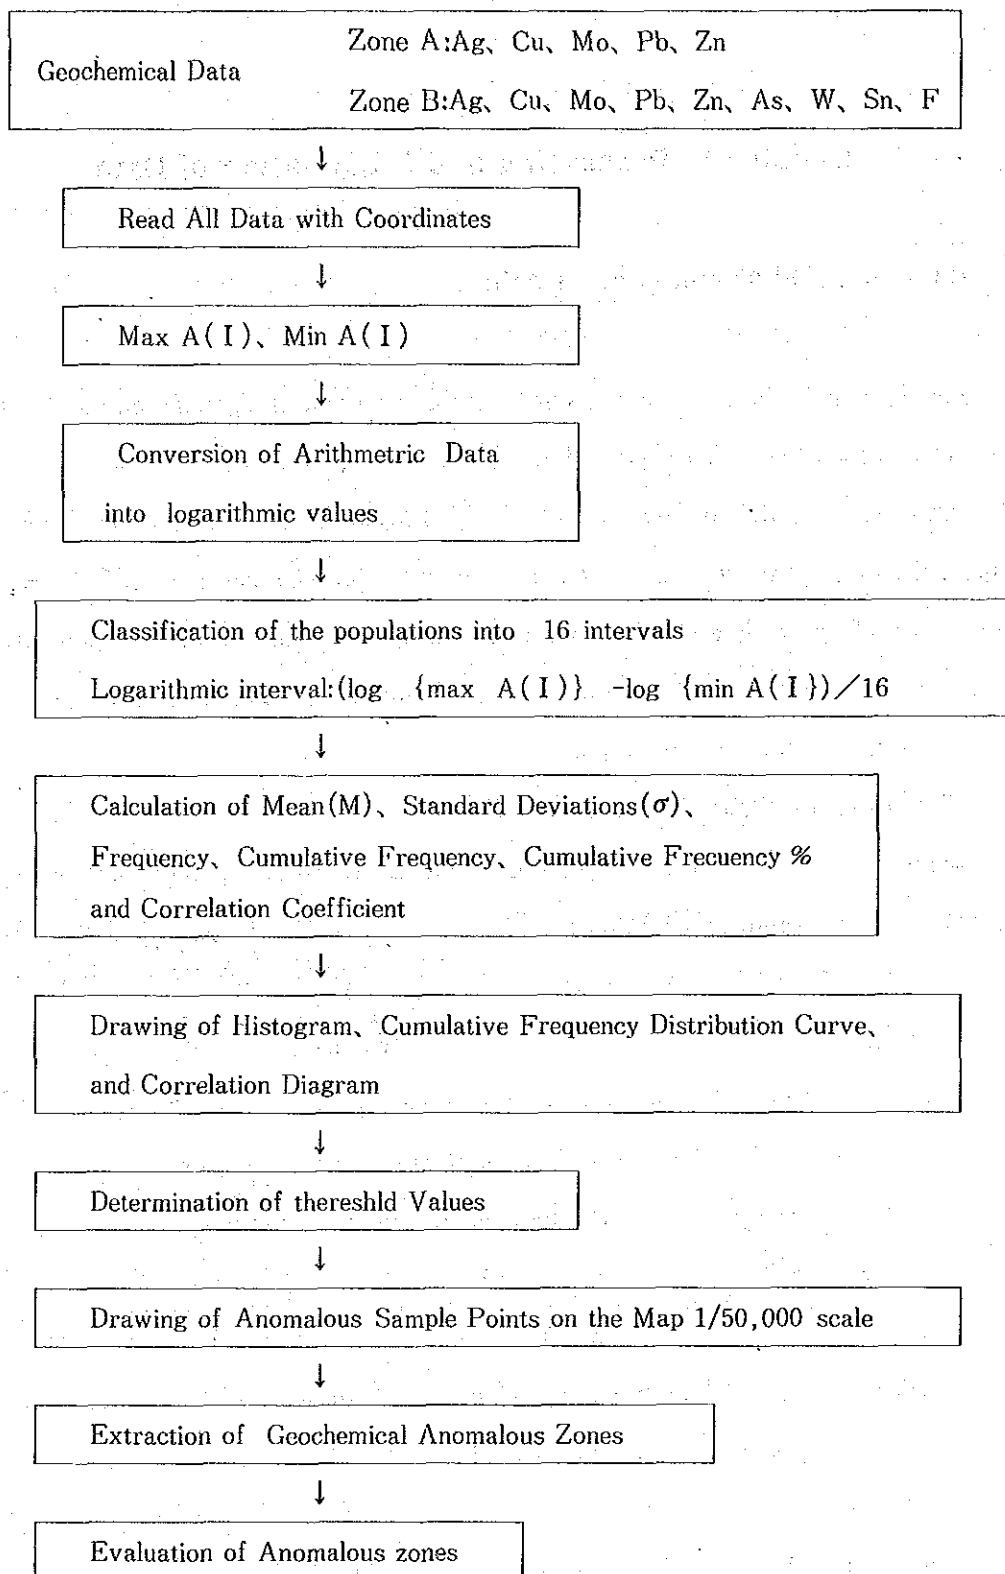 Zone A:Ag、Cu、Mo、Pb、Zn
Geochemical Data
Zone B:Ag、Cu、Mo、Pb、Zn、As、W、Sn、F
↓
Read All Data with Coordinates
↓
Max A(I)、Min A(I)
↓
Conversion of Arithmetric Data
into logarithmic values
↓
Classification of the populations into 16 intervals
Logarithmic interval:(log {max A(I)} -log {min A(I})/16
↓
Calculation of Mean(M)、Standard Deviations(σ)、
Frequency、Cumulative Frequency、Cumulative Frecuency %
and Correlation Coefficient
↓
Drawing of Histogram、Cumulative Frequency Distribution Curve、
and Correlation Diagram
↓
Determination of thereshld Values
↓
Drawing of Anomalous Sample Points on the Map 1/50,000 scale
↓
Extraction of Geochemical Anomalous Zones
↓
Evaluation of Anomalous zones